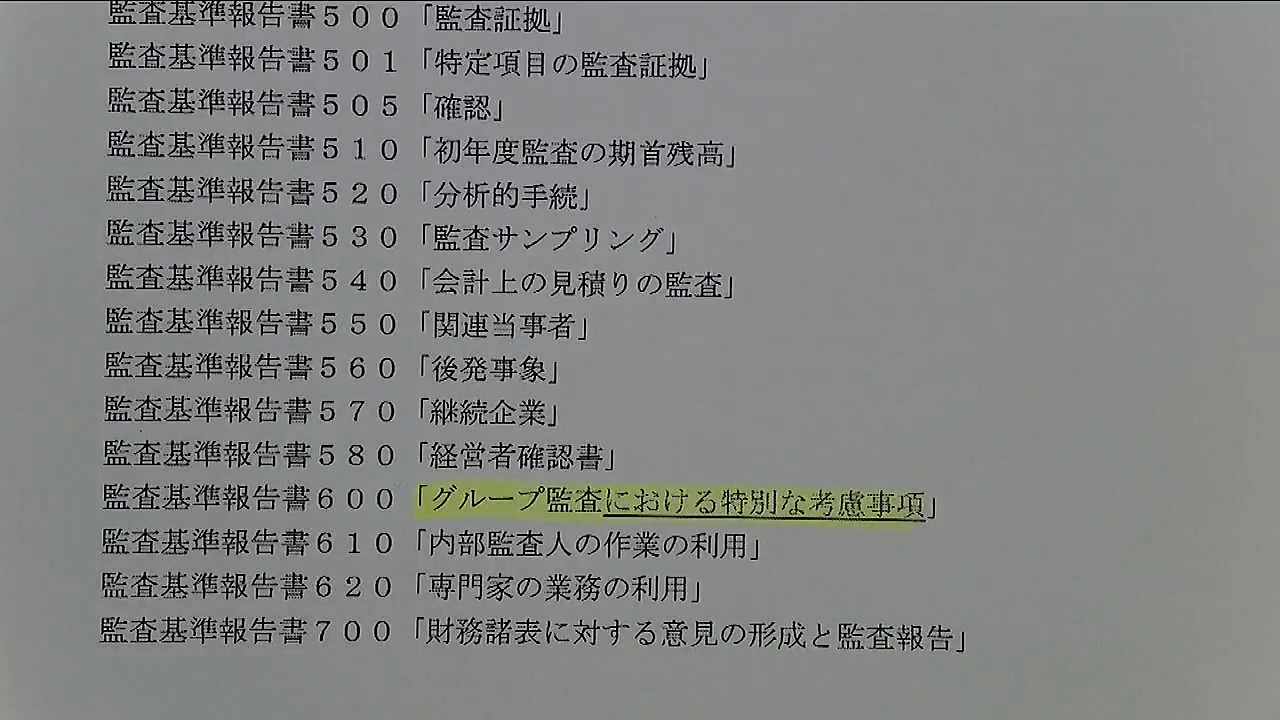 監査基準報告書500「監査証拠」
監査基準報告書501「特定項目の監査証拠」
監査基準報告書505「確認」
監査基準報告書510「初年度監査の期首残高」
監査基準報告書520「分析的手続」
監査基準報告書530「監査サンプリング」
監査基準報告書540「会計上の見積りの監査」
監査基準報告書550「関連当事者」
監査基準報告書560「後発事象」
監査基準報告書570「継続企業」
監査基準報告書580「経営者確認書」
監査基準報告書600「グループ監査における特別な考慮事項」
監査基準報告書610「内部監査人の作業の利用」
監査基準報告書620「専門家の業務の利用」
監査基準報告書700「財務諸表に対する意見の形成と監査報告」